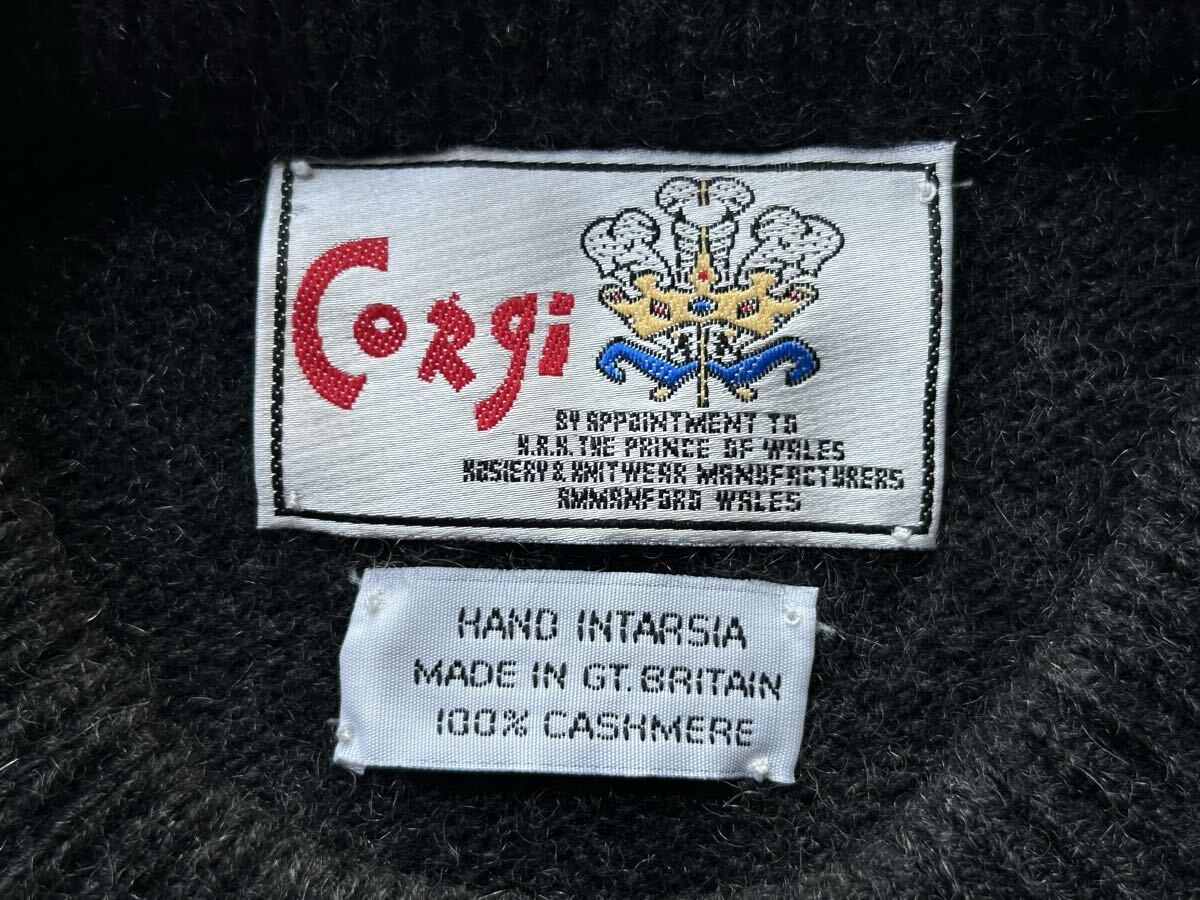 Corgi
BY APPOINTMENT TO
H.R.H. THE PRINCE OF WALES
HOSIERY & KNITWEAR MANUFACTURERS
AMMANFORD WALES
HAND INTARSIA
MADE IN GT. BRITAIN
100% CASHMERE